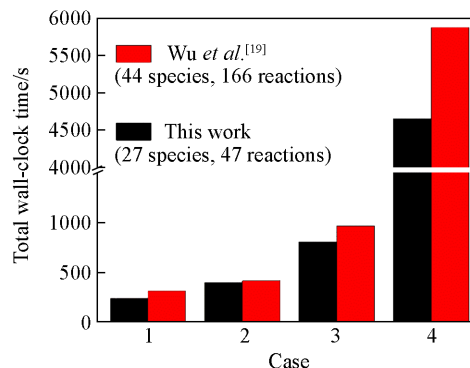 Total wall-clock time/s
6000
5500
5000
4500
4000
1000
500
0
Wu et al.[19]
(44 species, 166 reactions)
This work
(27 species, 47 reactions)
1 2 3 4
Case